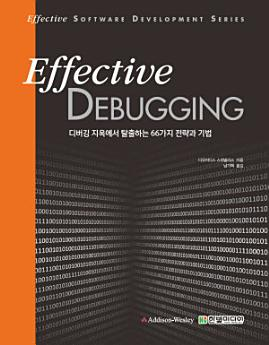 Effective SOFTWARE DEVELOPMENT SERIES
Effective
DEBUGGING
디버깅 지옥에서 탈출하는 66가지 전략과 기법
디오미디스 스피넬리스 지음
남기혁 옮김
Addison-Wesley
한빛미디어